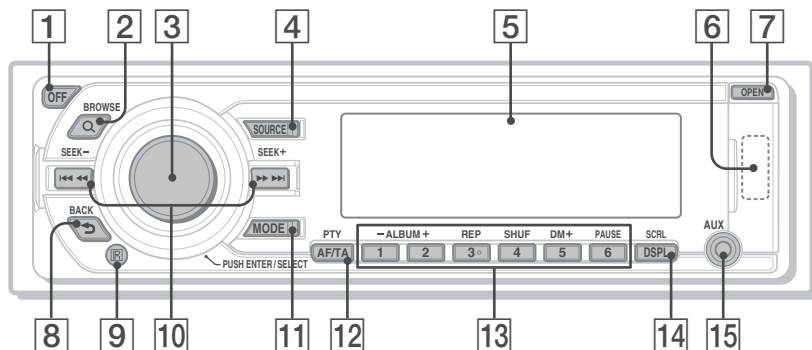 1 2 3 4 5 6 7
OFF
BROWSE
SOURCE
OPEN
SEEK– SEEK+
BACK
MODE
PTY –ALBUM+ REP SHUF DM+ PAUSE SCRL AUX
AF/TA 1 2 3 4 5 6 DSPL
R
PUSH ENTER / SELECT
8 9 10 11 12 13 14 15